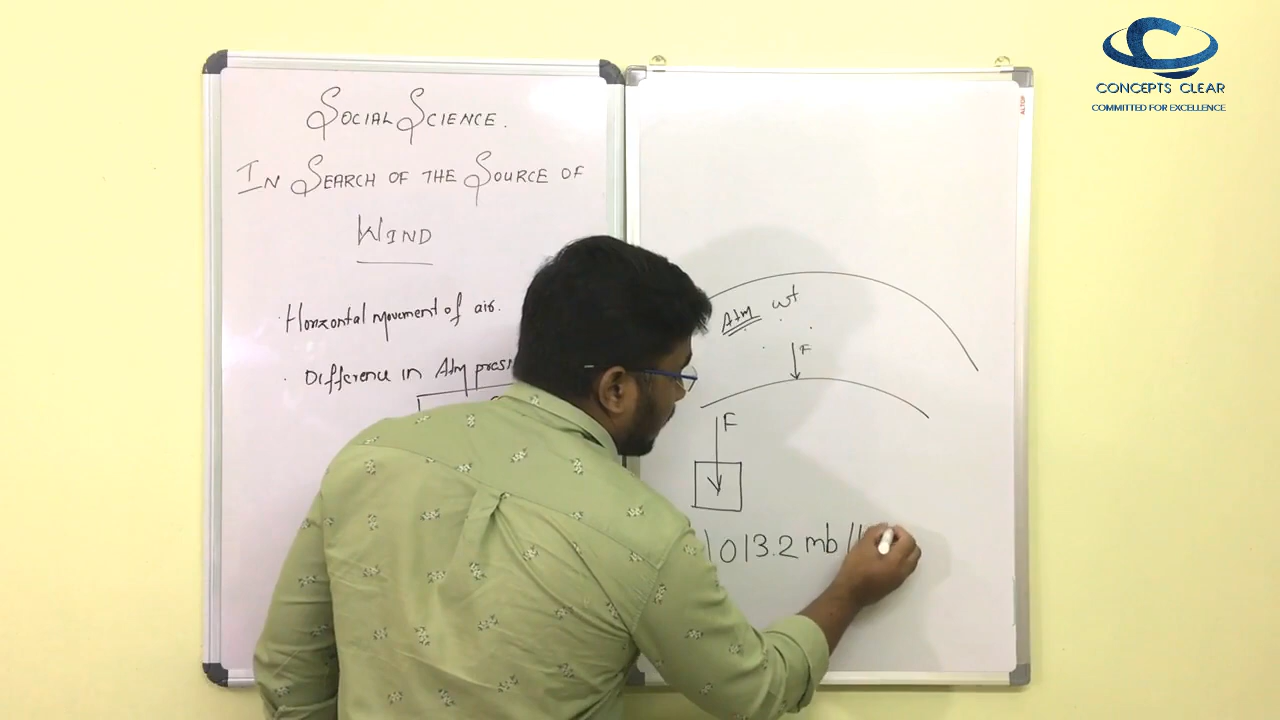 SOCIAL SCIENCE.
IN SEARCH OF THE SOURCE OF
WIND
Horizontal movement of air.
Difference in Atm press
Atm wt
F
F
1013.2 mb /
CONCEPTS CLEAR
COMMITTED FOR EXCELLENCE